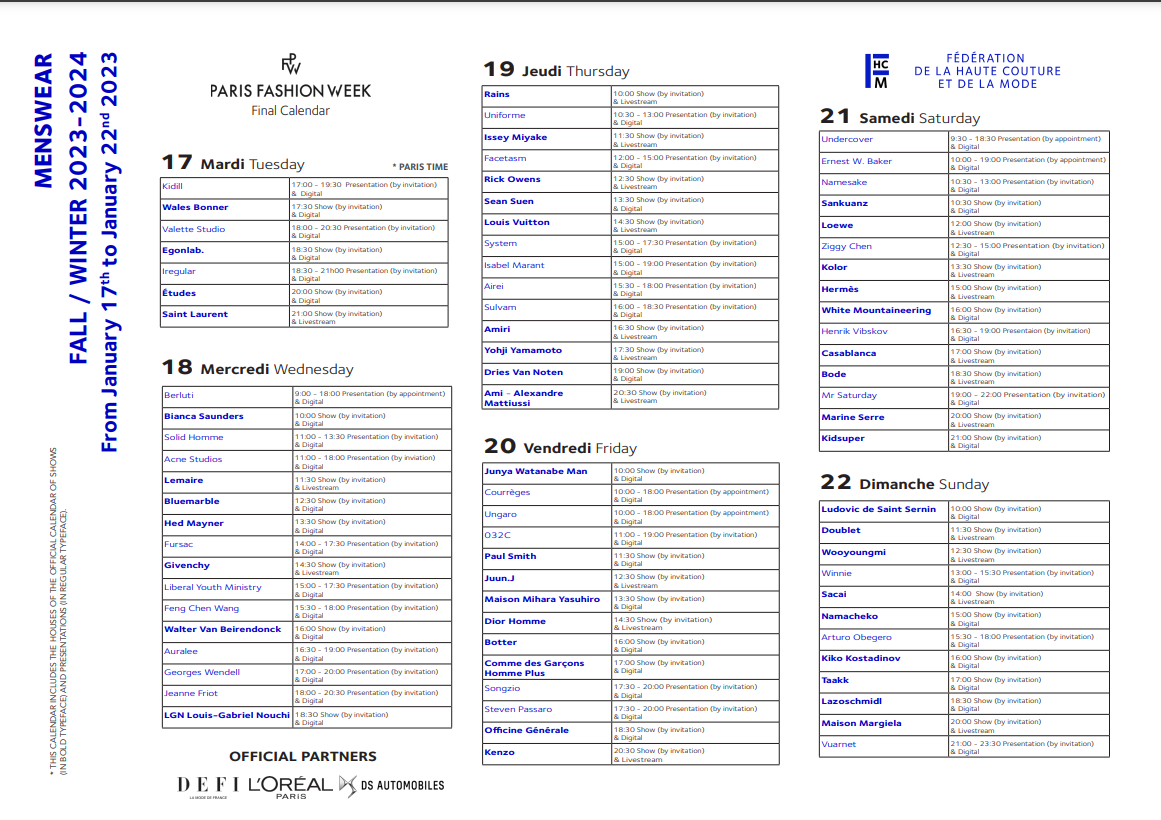 MENSWEAR
FALL / WINTER 2023-2024
From January 17th to January 22nd 2023
* THIS CALENDAR INCLUDES THE HOUSES OF THE OFFICIAL CALENDAR OF SHOWS
(IN BOLD TYPEFACE) AND PRESENTATIONS (IN REGULAR TYPEFACE).
PFW
PARIS FASHION WEEK
Final Calendar
17 Mardi Tuesday
* PARIS TIME
Kidill
17:00 - 19:30 Presentation (by invitation)
& Digital
Wales Bonner
17:30 Show (by invitation)
& Digital
Valette Studio
18:00 - 20:30 Presentation (by invitation)
& Digital
Egonlab.
18:30 Show (by invitation)
& Digital
Iregular
18:30 - 21h00 Presentation (by invitation)
& Digital
Études
20:00 Show (by invitation)
& Digital
Saint Laurent
21:00 Show (by invitation)
& Livestream
18 Mercredi Wednesday
Berluti
9:00 - 18:00 Presentation (by appointment)
& Digital
Bianca Saunders
10:00 Show (by invitation)
& Digital
Solid Homme
11:00 - 13:30 Presentation (by invitation)
& Digital
Acne Studios
11:00 - 18:00 Presentation (by inviation)
& Digital
Lemaire
11:30 Show (by invitation)
& Livestream
Bluemarble
12:30 Show (by invitation)
& Digital
Hed Mayner
13:30 Show (by invitation)
& Digital
Fursac
14:00 - 17:30 Presentation (by invitation)
& Digital
Givenchy
14:30 Show (by invitation)
& Livestream
Liberal Youth Ministry
15:00 - 17:30 Presentation (by invitation)
& Digital
Feng Chen Wang
15:30 - 18:00 Presentation (by invitation)
& Digital
Walter Van Beirendonck
16:00 Show (by invitation)
& Digital
Auralee
16:30 - 19:00 Presentation (by invitation)
& Digital
Georges Wendell
17:00 - 20:00 Presentation (by invitation)
& Digital
Jeanne Friot
18:00 - 20:30 Presentation (by invitation)
& Digital
LGN Louis-Gabriel Nouchi
18:30 Show (by invitation)
& Digital
OFFICIAL PARTNERS
DEFI
LA MODE DE FRANCE
L'ORÉAL
PARIS
DS AUTOMOBILES
19 Jeudi Thursday
Rains
10:00 Show (by invitation)
& Livestream
Uniforme
10:30 - 13:00 Presentation (by invitation)
& Digital
Issey Miyake
11:30 Show (by invitation)
& Livestream
Facetasm
12:00 - 15:00 Presentation (by invitation)
& Digital
Rick Owens
12:30 Show (by invitation)
& Livestream
Sean Suen
13:30 Show (by invitation)
& Digital
Louis Vuitton
14:30 Show (by invitation)
& Livestream
System
15:00 - 17:30 Presentation (by invitation)
& Digital
Isabel Marant
15:00 - 19:00 Presentation (by invitation)
& Digital
Airei
15:30 - 18:00 Presentation (by invitation)
& Digital
Sulvam
16:00 - 18:30 Presentation (by invitation)
& Digital
Amiri
16:30 Show (by invitation)
& Livestream
Yohji Yamamoto
17:30 Show (by invitation)
& Livestream
Dries Van Noten
19:00 Show (by invitation)
& Digital
Ami - Alexandre
Mattiussi
20:30 Show (by invitation)
& Livestream
20 Vendredi Friday
Junya Watanabe Man
10:00 Show (by invitation)
& Digital
Courrèges
10:00 - 18:00 Presentation (by appointment)
& Digital
Ungaro
10:00 - 18:00 Presentation (by appointment)
& Digital
032C
11:00 - 19:00 Presentation (by invitation)
& Digital
Paul Smith
11:30 Show (by invitation)
& Digital
Juun.J
12:30 Show (by invitation)
& Livestream
Maison Mihara Yasuhiro
13:30 Show (by invitation)
& Digital
Dior Homme
14:30 Show (by invitation)
& Livestream
Botter
16:00 Show (by invitation)
& Digital
Comme des Garçons
Homme Plus
17:00 Show (by invitation)
& Digital
Songzio
17:30 - 20:00 Presentation (by invitation)
& Digital
Steven Passaro
17:30 - 20:00 Presentation (by invitation)
& Digital
Officine Générale
18:30 Show (by invitation)
& Digital
Kenzo
20:30 Show (by invitation)
& Livestream
HCM
FÉDÉRATION
DE LA HAUTE COUTURE
ET DE LA MODE
21 Samedi Saturday
Undercover
9:30 - 18:30 Presentation (by appointment)
& Digital
Ernest W. Baker
10:00 - 19:00 Presentation (by appointment)
& Digital
Namesake
10:30 - 13:00 Presentation (by invitation)
& Digital
Sankuanz
10:30 Show (by invitation)
& Digital
Loewe
12:00 Show (by invitation)
& Livestream
Ziggy Chen
12:30 - 15:00 Presentation (by invitation)
& Digital
Kolor
13:30 Show (by invitation)
& Livestream
Hermès
15:00 Show (by invitation)
& Livestream
White Mountaineering
16:00 Show (by invitation)
& Digital
Henrik Vibskov
16:30 - 19:00 Presentaion (by invitation)
& Digital
Casablanca
17:00 Show (by invitation)
& Livestream
Bode
18:30 Show (by invitation)
& Livestream
Mr Saturday
19:00 - 22:00 Presentation (by invitation)
& Digital
Marine Serre
20:00 Show (by invitation)
& Livestream
Kidsuper
21:00 Show (by invitation)
& Digital
22 Dimanche Sunday
Ludovic de Saint Sernin
10:00 Show (by invitation)
& Digital
Doublet
11:30 Show (by invitation)
& Livestream
Wooyoungmi
12:30 Show (by invitation)
& Livestream
Winnie
13:00 - 15:30 Presentation (by invitation)
& Digital
Sacai
14:00 Show (by invitation)
& Livestream
Namacheko
15:00 Show (by invitation)
& Digital
Arturo Obegero
15:30 - 18:00 Presentation (by invitation)
& Digital
Kiko Kostadinov
16:00 Show (by invitation)
& Digital
Taakk
17:00 Show (by invitation)
& Digital
Lazoschmidl
18:30 Show (by invitation)
& Digital
Maison Margiela
20:00 Show (by invitation)
& Livestream
Vuarnet
21:00 - 23:30 Presentation (by invitation)
& Digital